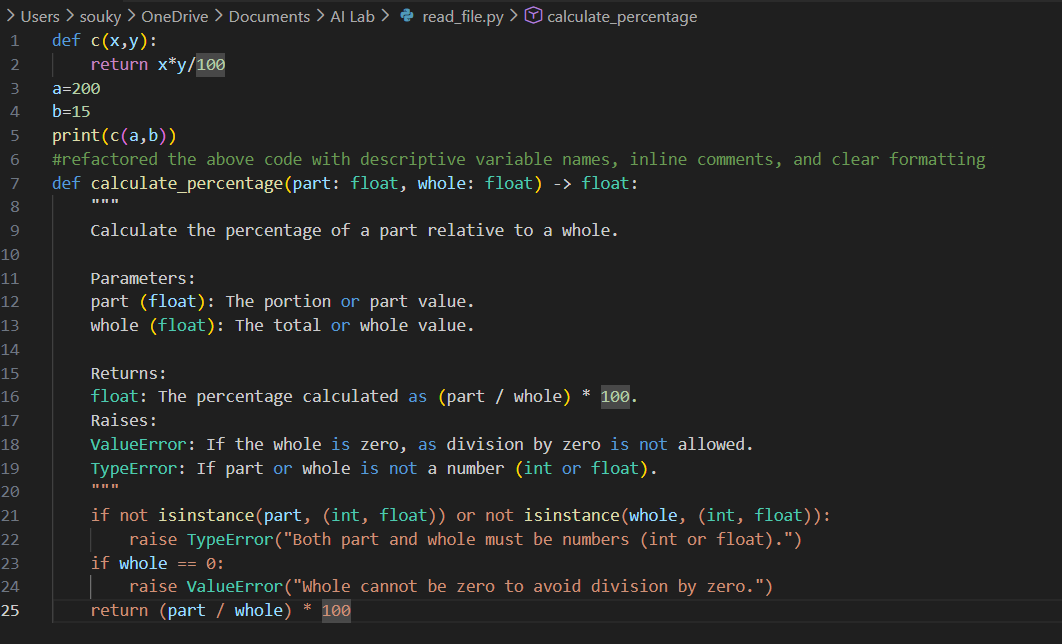 Users > souky > OneDrive > Documents > AI Lab > read_file.py > calculate_percentage
1 def c(x,y):
2     return x*y/100
3 a=200
4 b=15
5 print(c(a,b))
6 #refactored the above code with descriptive variable names, inline comments, and clear formatting
7 def calculate_percentage(part: float, whole: float) -> float:
8     """
9     Calculate the percentage of a part relative to a whole.
10
11     Parameters:
12     part (float): The portion or part value.
13     whole (float): The total or whole value.
14
15     Returns:
16     float: The percentage calculated as (part / whole) * 100.
17     Raises:
18     ValueError: If the whole is zero, as division by zero is not allowed.
19     TypeError: If part or whole is not a number (int or float).
20     """
21     if not isinstance(part, (int, float)) or not isinstance(whole, (int, float)):
22         raise TypeError("Both part and whole must be numbers (int or float).")
23     if whole == 0:
24         raise ValueError("Whole cannot be zero to avoid division by zero.")
25     return (part / whole) * 100